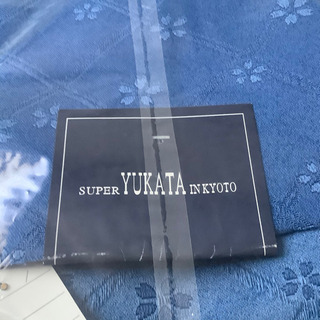 SUPER YUKATA IN KYOTO